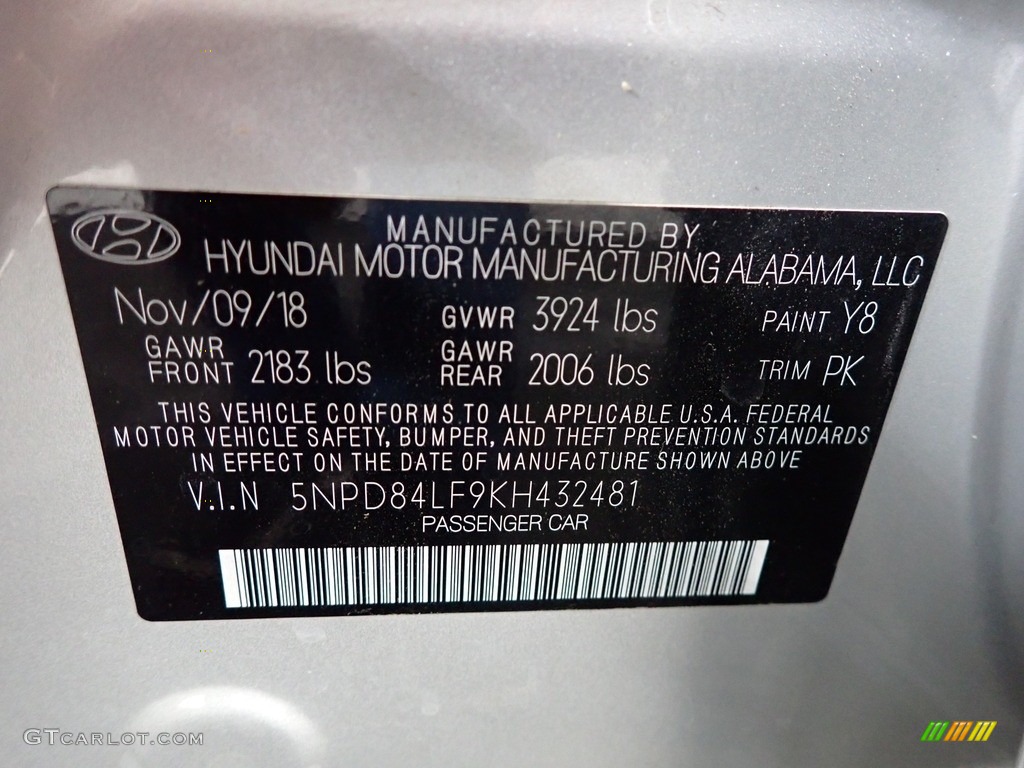 MANUFACTURED BY
HYUNDAI MOTOR MANUFACTURING ALABAMA, LLC
Nov/09/18 GVWR 3924 lbs PAINT Y8
GAWR FRONT 2183 lbs GAWR REAR 2006 lbs TRIM PK
THIS VEHICLE CONFORMS TO ALL APPLICABLE U.S.A. FEDERAL
MOTOR VEHICLE SAFETY, BUMPER, AND THEFT PREVENTION STANDARDS
IN EFFECT ON THE DATE OF MANUFACTURE SHOWN ABOVE
V.I.N 5NPD84LF9KH432481
PASSENGER CAR
GTCARLOT.COM